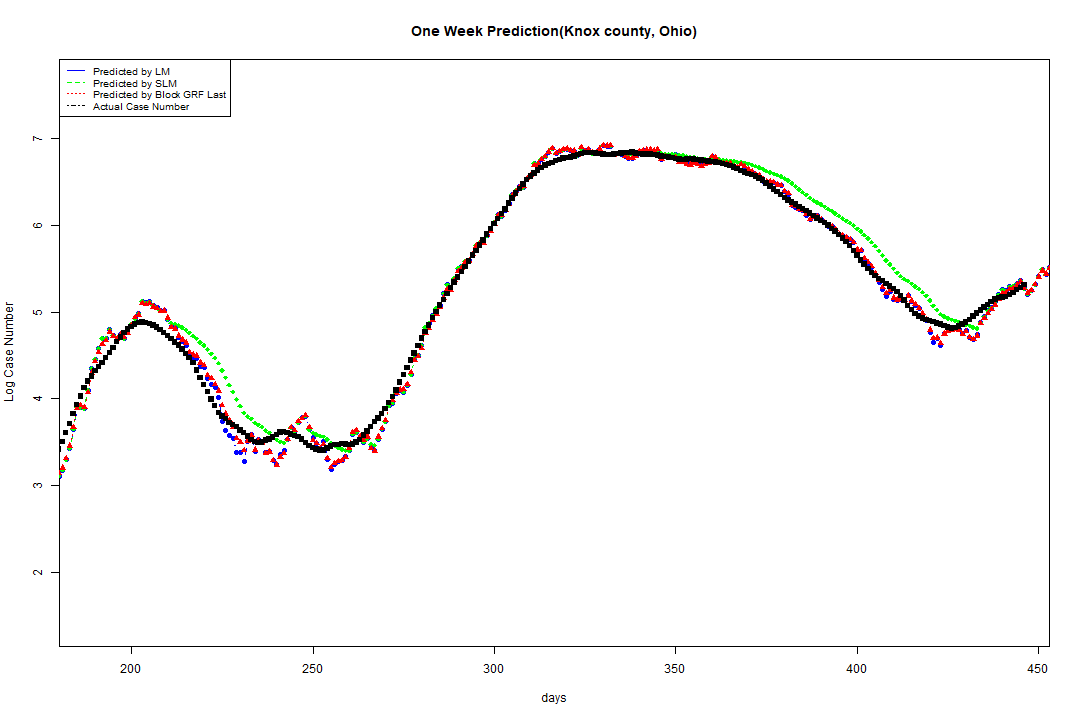 One Week Prediction(Knox county, Ohio)
Predicted by LM
Predicted by SLM
Predicted by Block GRF Last
Actual Case Number
7
6
5
4
3
2
Log Case Number
200 250 300 350 400 450
days